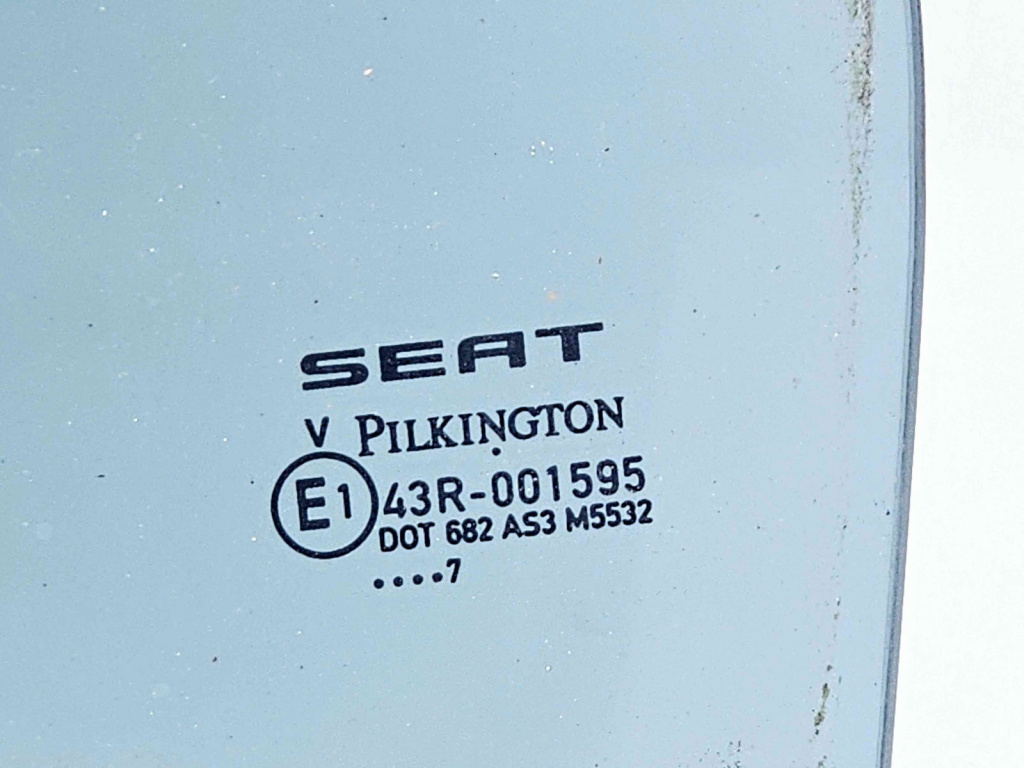 SEAT
V PILKINGTON
E1 43R-001595
DOT 682 AS3 M5532
....7